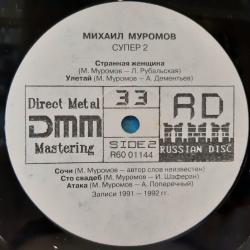 МИХАИЛ МУРОМОВ
СУПЕР 2
Странная женщина
(М. Муромов — Л. Рубальская)
Улетай (М. Муромов - А. Дементьев)
Direct Metal
DMM
Mastering
33
SIDE 2
R60 01144
RD
МММ
RUSSIAN DISC
Сочи (М. Муромов - автор слов неизвестен)
Сто свадеб (М. Муромов — И. Шаферан)
Атака (М. Муромов — А. Поперечный)
Записи 1991 — 1992 гг.